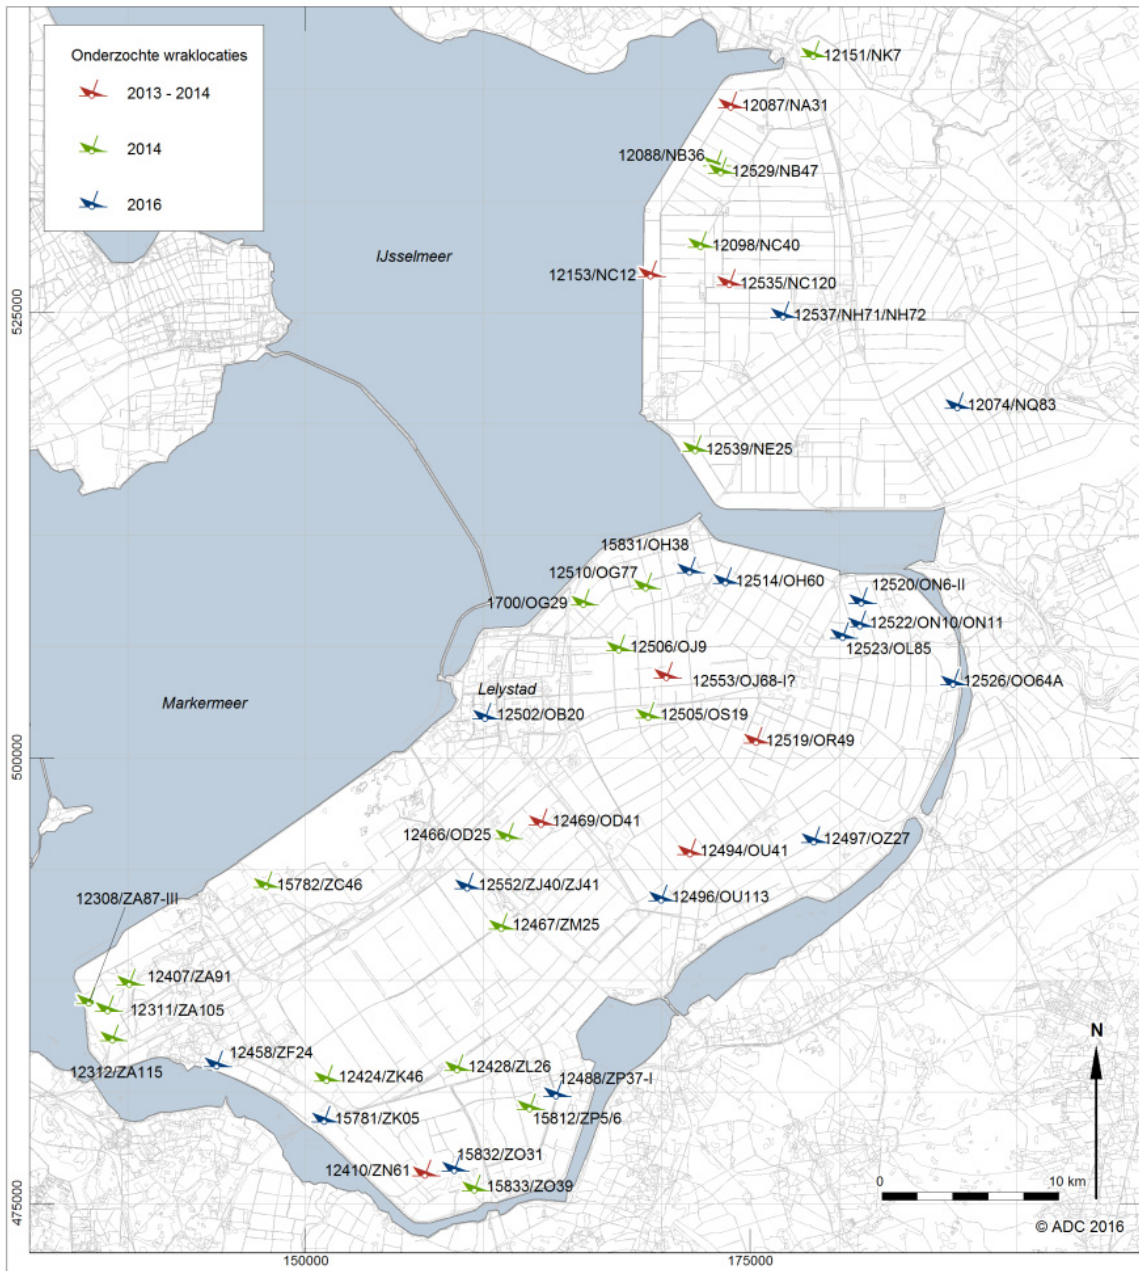 Onderzochte wraklocaties
2013 - 2014
2014
2016
12151/NK7
12087/NA31
12088/NB36
12529/NB47
12098/NC40
IJsselmeer
12153/NC12
12535/NC120
12537/NH71/NH72
525000
12074/NQ83
12539/NE25
15831/OH38
12510/OG77
12514/OH60
12520/ON6-II
1700/OG29
12522/ON10/ON11
12506/OJ9
12523/OL85
12553/OJ68-I?
12526/OO64A
Lelystad
Markermeer
12502/OB20
12505/OS19
12519/OR49
500000
12469/OD41
12466/OD25
12497/OZ27
12494/OU41
15782/ZC46
12552/ZJ40/ZJ41
12308/ZA87-III
12496/OU113
12467/ZM25
12407/ZA91
12311/ZA105
N
12458/ZF24
12312/ZA115
12428/ZL26
12424/ZK46
12488/ZP37-I
15781/ZK05
15812/ZP5/6
15832/ZO31
12410/ZN61
15833/ZO39
0
10 km
475000
© ADC 2016
150000
175000